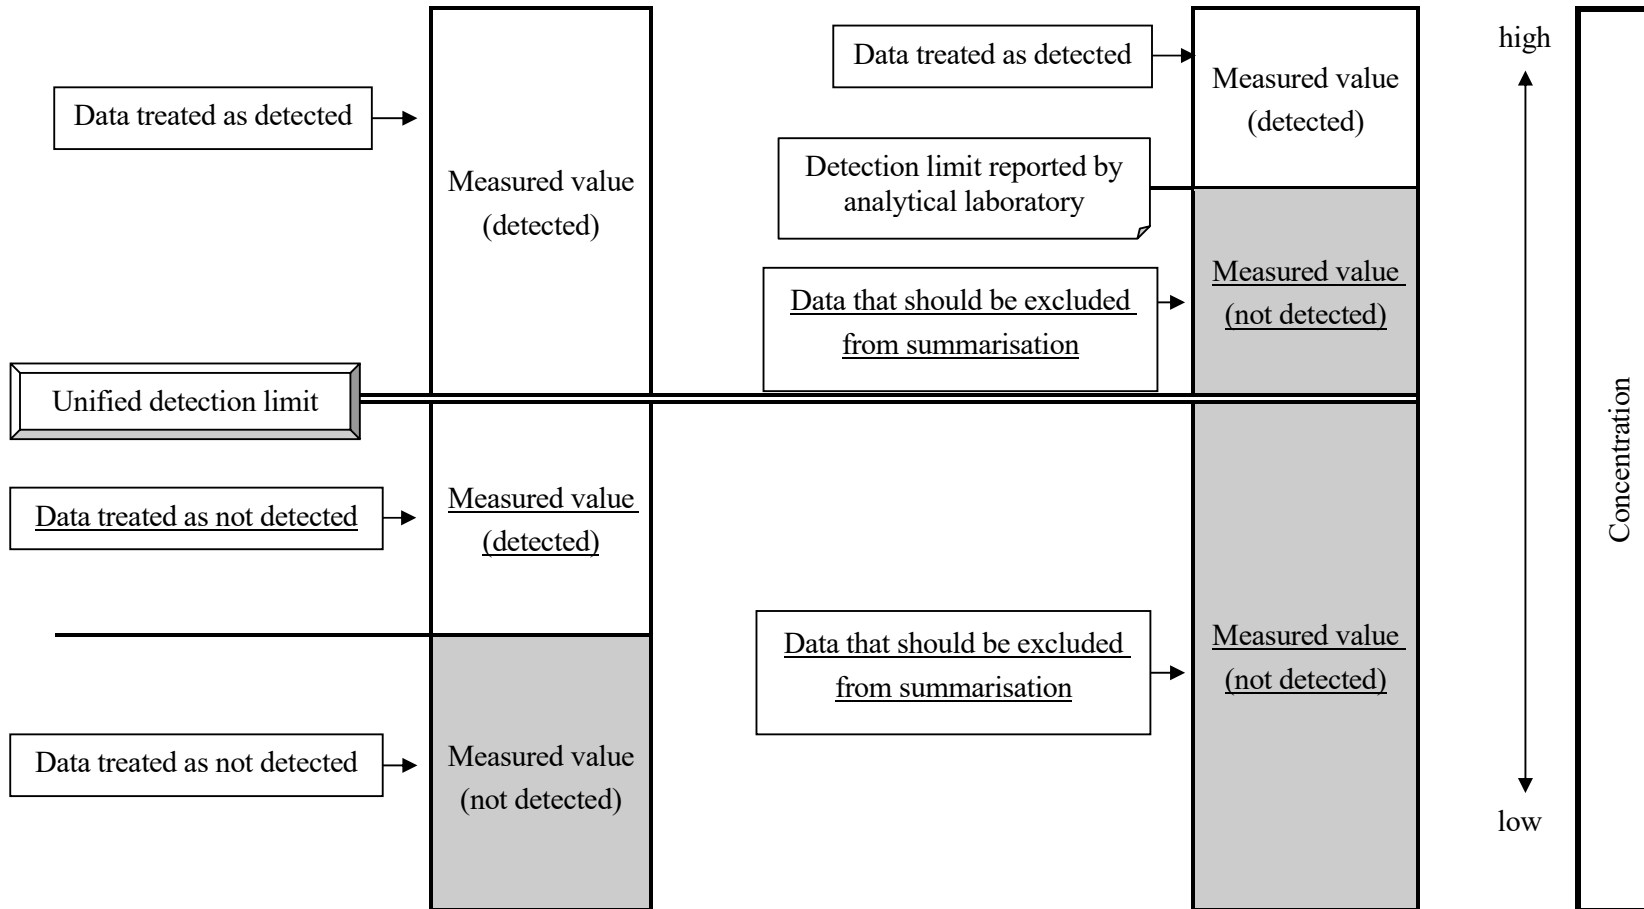 Data treated as detected
Measured value
(detected)
Unified detection limit
Data treated as not detected
Measured value
(detected)
Data treated as not detected
Measured value
(not detected)
Data treated as detected
Measured value
(detected)
Detection limit reported by
analytical laboratory
Data that should be excluded
from summarisation
Measured value
(not detected)
Data that should be excluded
from summarisation
Measured value
(not detected)
high
low
Concentration